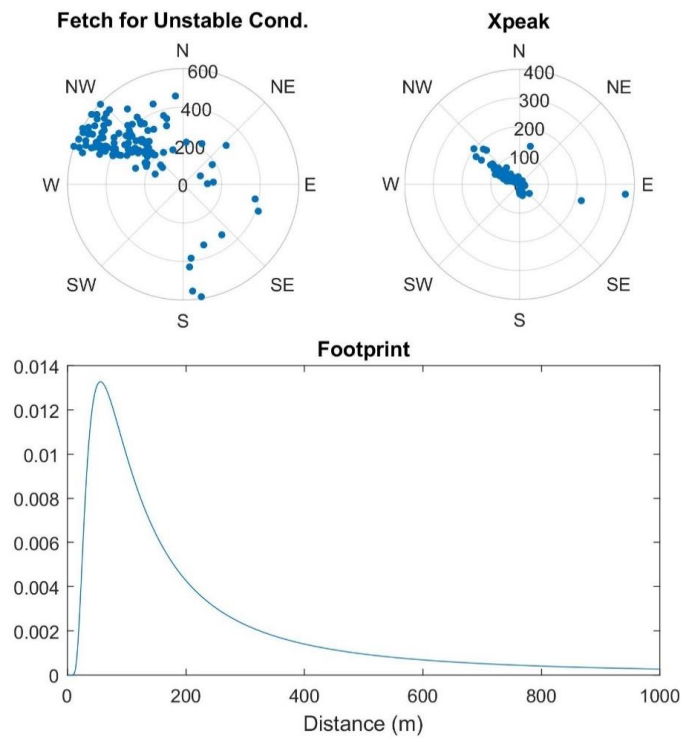 Fetch for Unstable Cond.
N
600
NW
NE
400
200
W
0
E
SW
SE
S
Xpeak
N
400
NW
NE
300
200
100
W
0
E
SW
SE
S
Footprint
0.014
0.012
0.01
0.008
0.006
0.004
0.002
0
0 200 400 600 800 1000
Distance (m)